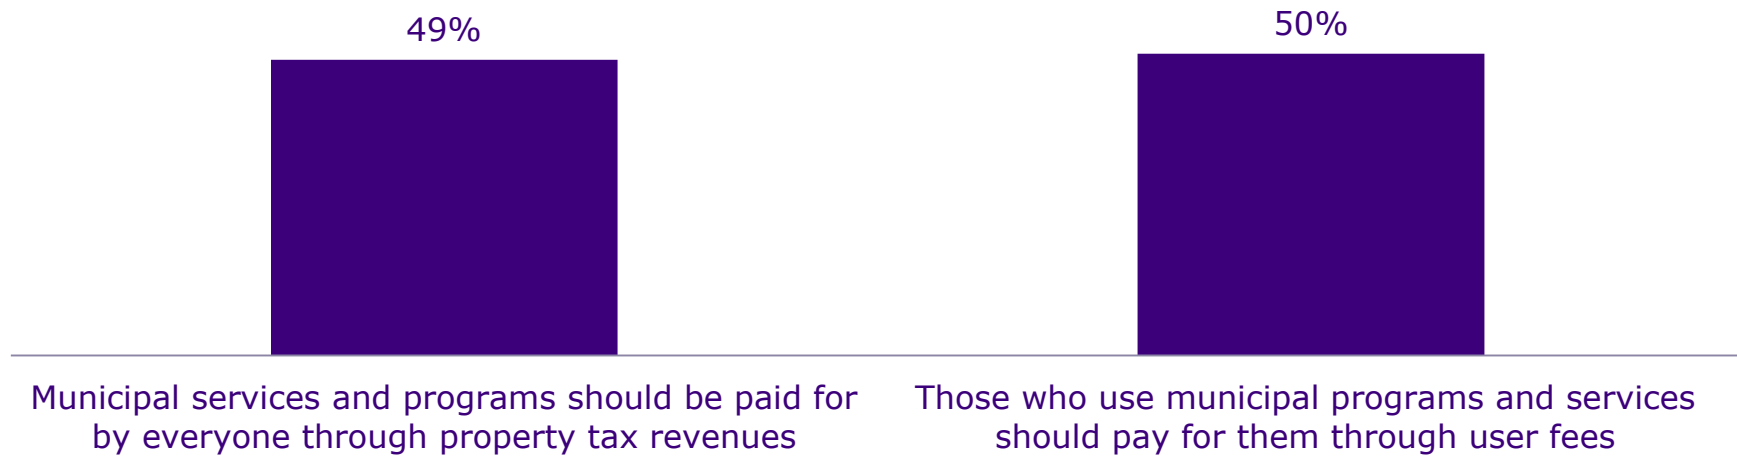 49%
50%
Municipal services and programs should be paid for
by everyone through property tax revenues
Those who use municipal programs and services
should pay for them through user fees